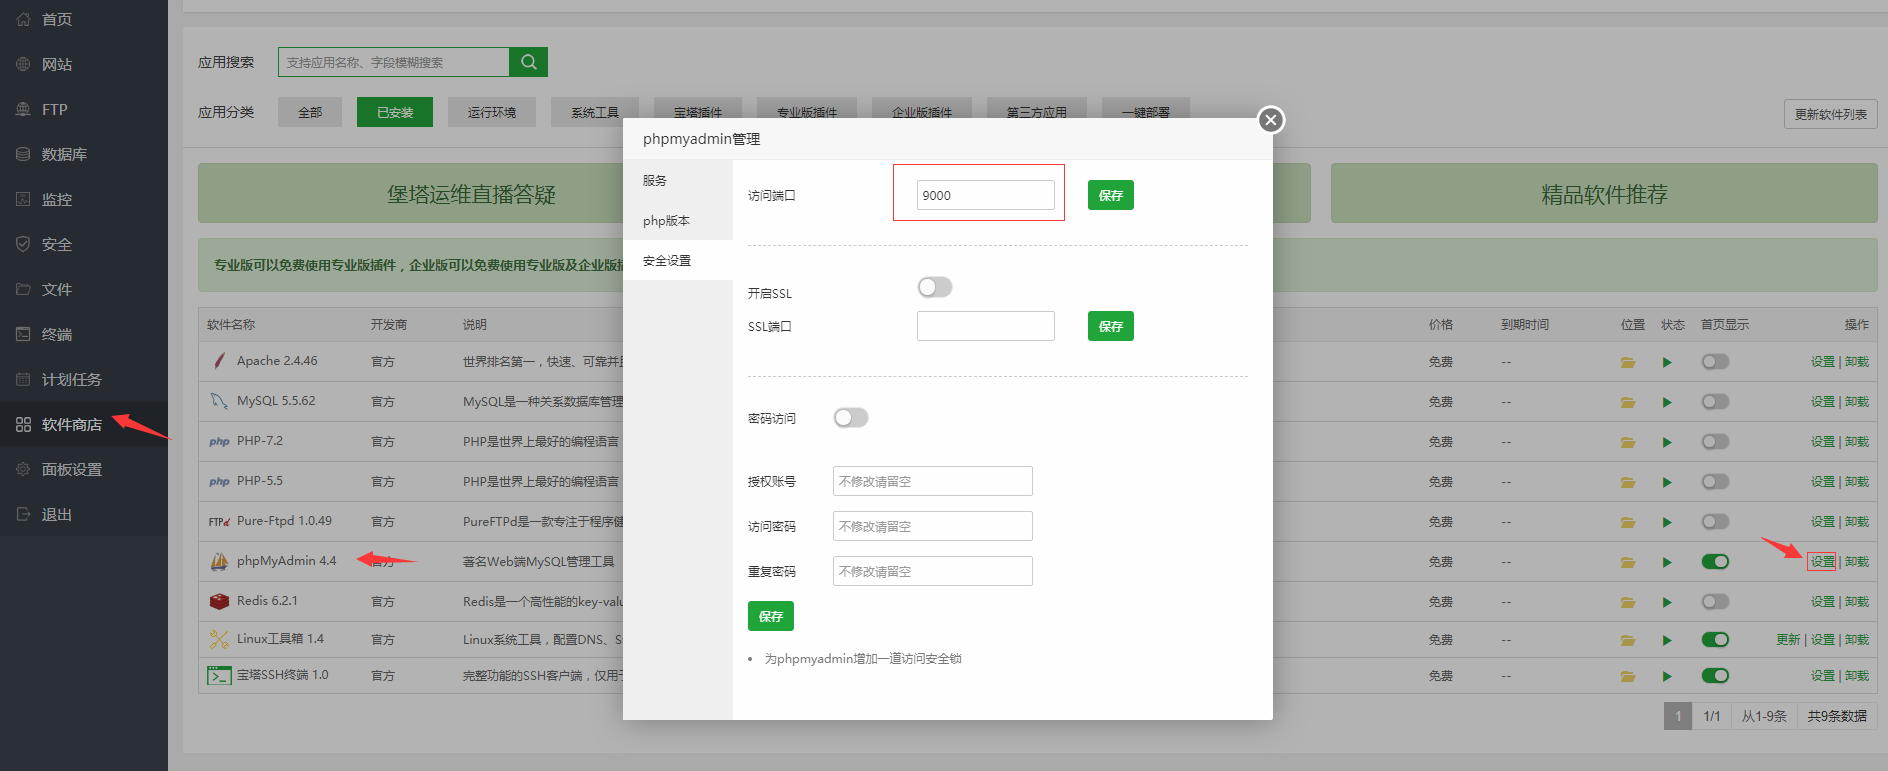 首页
网站
FTP
数据库
监控
安全
文件
终端
计划任务
软件商店
面板设置
退出
应用搜索
支持应用名称、字段模糊搜索
应用分类 全部 已安装 运行环境 系统工具 宝塔插件 专业版插件 企业版插件 第三方应用 一键部署 更新软件列表
堡塔运维直播答疑 精品软件推荐
专业版可以免费使用专业版插件，企业版可以免费使用专业版及企业版插
软件名称 开发商 说明 价格 到期时间 位置 状态 首页显示 操作
Apache 2.4.46 官方 世界排名第一，快速、可靠并且 免费 -- 设置 | 卸载
MySQL 5.5.62 官方 MySQL是一种关系数据库管理 免费 -- 设置 | 卸载
php PHP-7.2 官方 PHP是世界上最好的编程语言 免费 -- 设置 | 卸载
php PHP-5.5 官方 PHP是世界上最好的编程语言 免费 -- 设置 | 卸载
FTPd Pure-Ftpd 1.0.49 官方 PureFTPd是一款专注于程序健 免费 -- 设置 | 卸载
phpMyAdmin 4.4 官方 著名Web端MySQL管理工具 免费 -- 设置 | 卸载
Redis 6.2.1 官方 Redis是一个高性能的key-valu 免费 -- 设置 | 卸载
Linux工具箱 1.4 官方 Linux系统工具，配置DNS、S 免费 -- 更新 | 设置 | 卸载
宝塔SSH终端 1.0 官方 完整功能的SSH客户端，仅用于 免费 -- 设置 | 卸载
1 1/1 从1-9条 共9条数据
phpmyadmin管理
服务
php版本
安全设置
访问端口 9000 保存
开启SSL
SSL端口 保存
密码访问
授权账号 不修改请留空
访问密码 不修改请留空
重复密码 不修改请留空
保存
• 为phpmyadmin增加一道访问安全锁